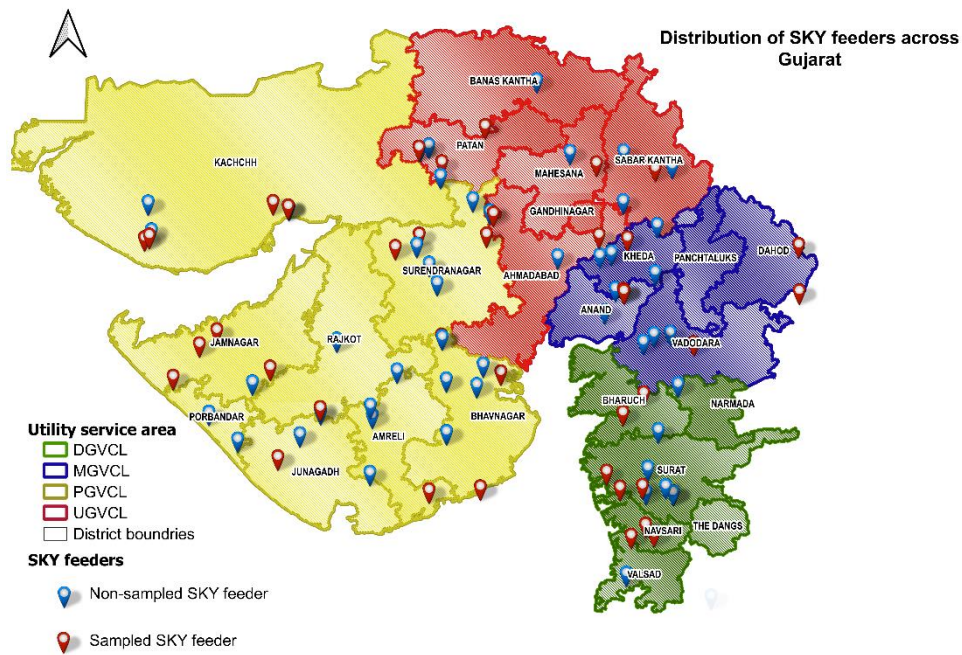 Distribution of SKY feeders across
Gujarat
BANAS KANTHA
PATAN
KACHCHH
MAHESANA
SABAR KANTHA
GANDHINAGAR
SURENDRANAGAR
AHMADABAD
KHEDA
PANCHTALUKS
DAHOD
ANAND
JAMNAGAR
RAJKOT
VADODARA
BHARUCH
NARMADA
PORBANDAR
BHAVNAGAR
AMRELI
JUNAGADH
SURAT
NAVSARI
THE DANGS
VALSAD
Utility service area
DGVCL
MGVCL
PGVCL
UGVCL
District boundries
SKY feeders
Non-sampled SKY feeder
Sampled SKY feeder